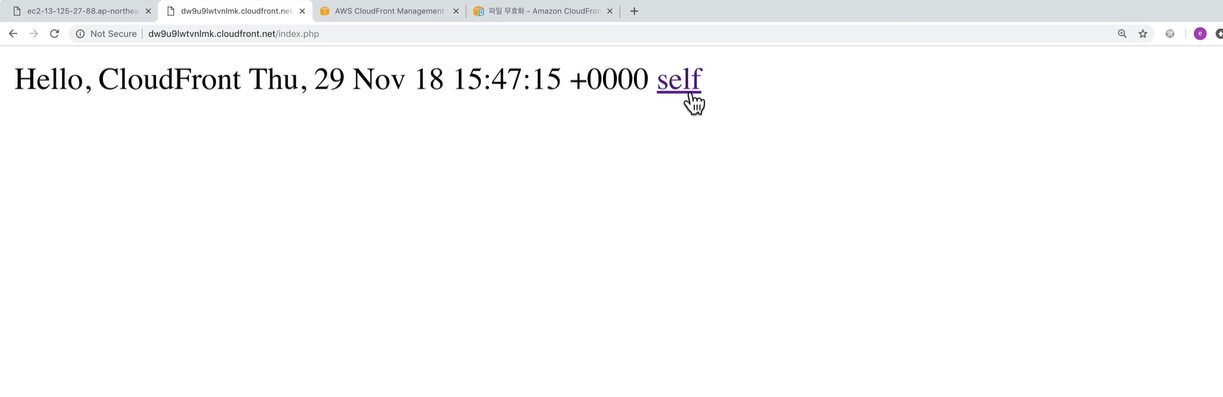 ec2-13-125-27-88.ap-northea
dw9u9lwtvnlmk.cloudfront.net
AWS CloudFront Management
파일 무효화 - Amazon CloudFron
Not Secure
dw9u9lwtvnlmk.cloudfront.net/index.php
e
Hello, CloudFront Thu, 29 Nov 18 15:47:15 +0000 self